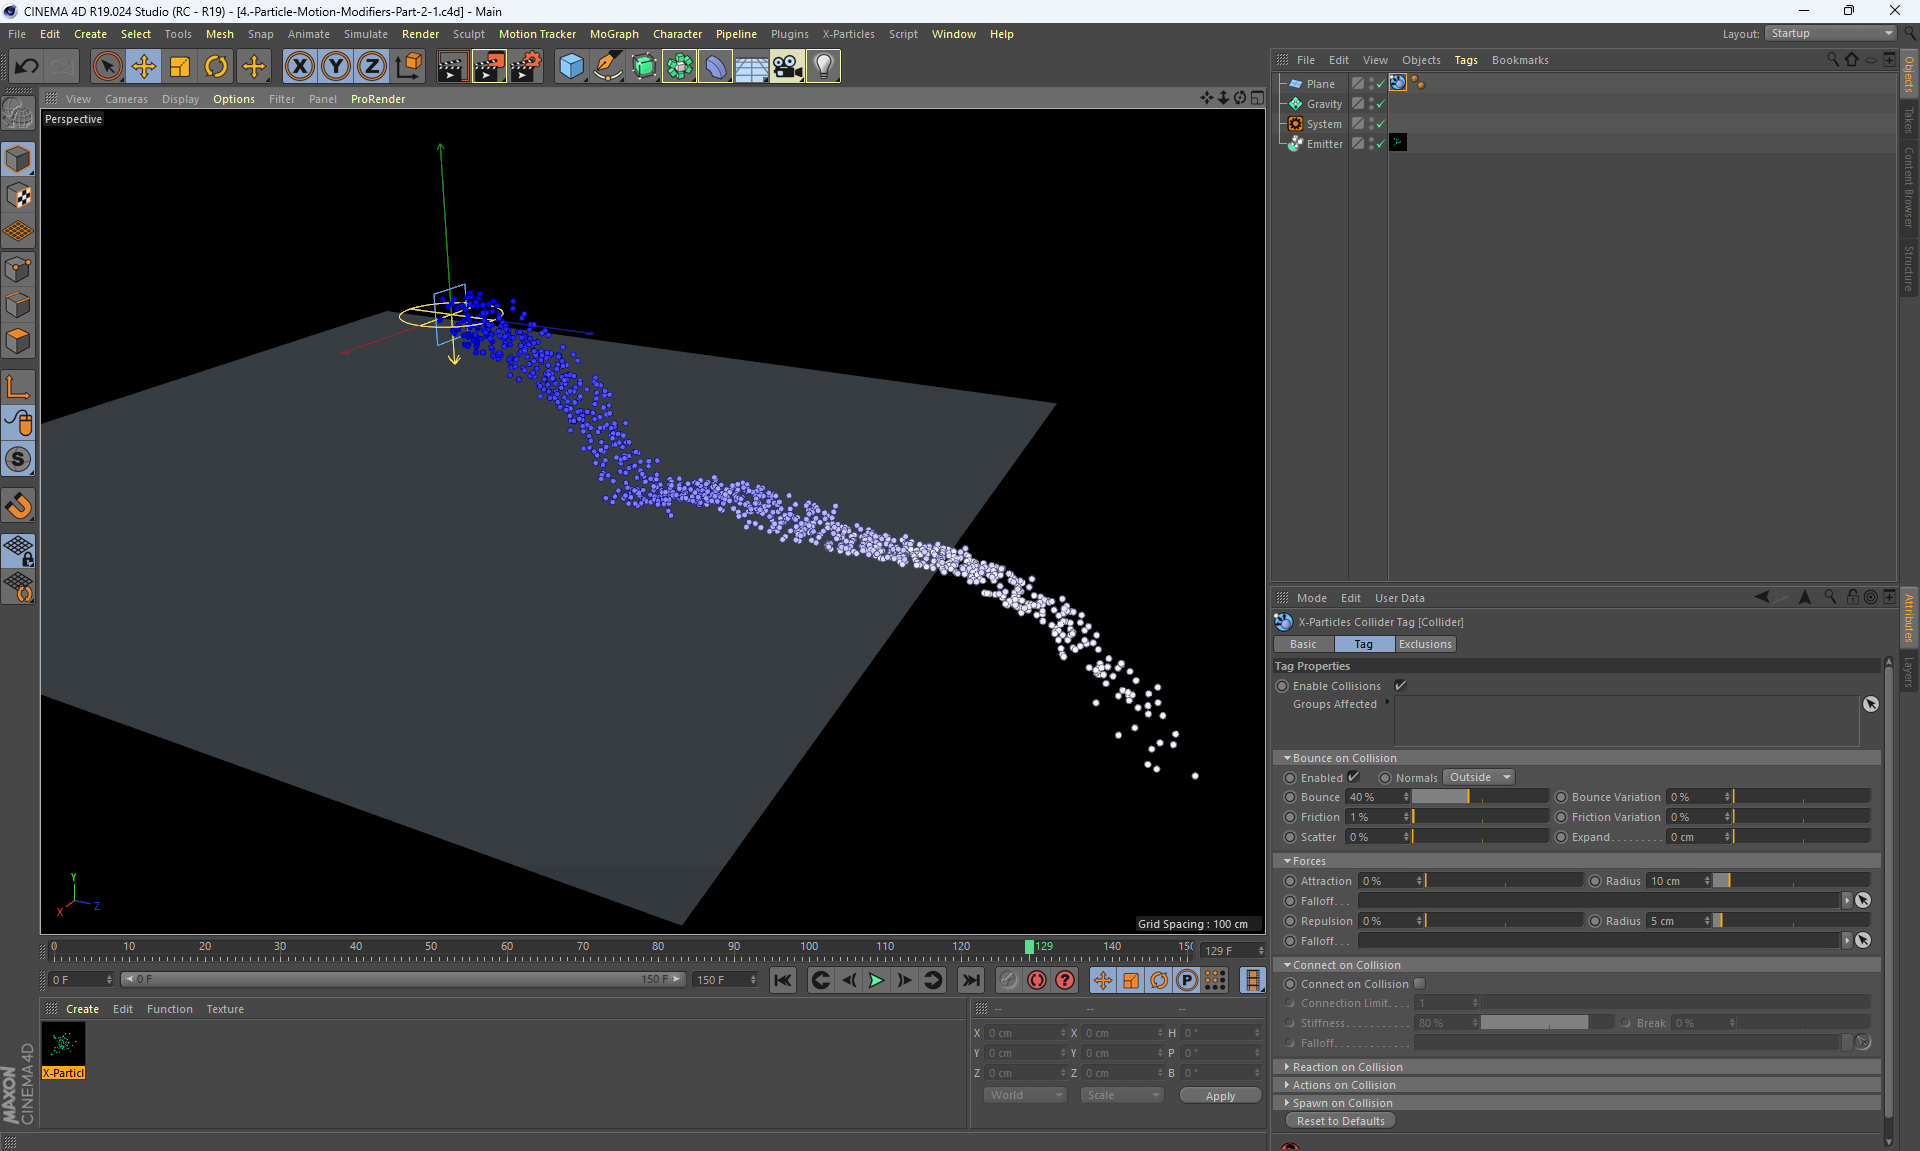 CINEMA 4D R19.024 Studio (RC - R19) - [4.-Particle-Motion-Modifiers-Part-2-1.c4d] - Main
File Edit Create Select Tools Mesh Snap Animate Simulate Render Sculpt Motion Tracker MoGraph Character Pipeline Plugins X-Particles Script Window Help
Layout: Startup
View Cameras Display Options Filter Panel ProRender
Perspective
Grid Spacing : 100 cm
0 10 20 30 40 50 60 70 80 90 100 110 120 129 140 150
129 F
0 F
0 F 150 F
150 F
Create Edit Function Texture
X-Particl
MAXON
CINEMA 4D
-- -- --
X 0 cm X 0 cm H 0 °
Y 0 cm Y 0 cm P 0 °
Z 0 cm Z 0 cm B 0 °
World Scale Apply
File Edit View Objects Tags Bookmarks
Plane
Gravity
System
Emitter
Objects
Takes
Content Browser
Structure
Mode Edit User Data
X-Particles Collider Tag [Collider]
Basic Tag Exclusions
Tag Properties
Enable Collisions
Groups Affected
Bounce on Collision
Enabled Normals Outside
Bounce 40 % Bounce Variation 0 %
Friction 1 % Friction Variation 0 %
Scatter 0 % Expand......... 0 cm
Forces
Attraction 0 % Radius 10 cm
Falloff...
Repulsion 0 % Radius 5 cm
Falloff...
Connect on Collision
Connect on Collision
Connection Limit.... 1
Stiffness........... 80 % Break 0 %
Falloff.............
Reaction on Collision
Actions on Collision
Spawn on Collision
Reset to Defaults
Attributes
Layers